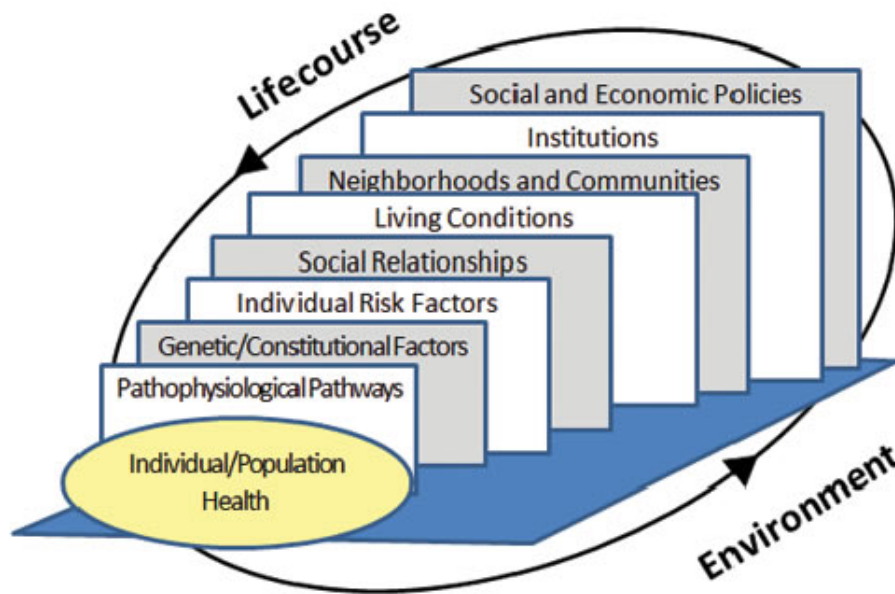 Lifecourse
Social and Economic Policies
Institutions
Neighborhoods and Communities
Living Conditions
Social Relationships
Individual Risk Factors
Genetic/Constitutional Factors
Pathophysiological Pathways
Individual/Population
Health
Environment